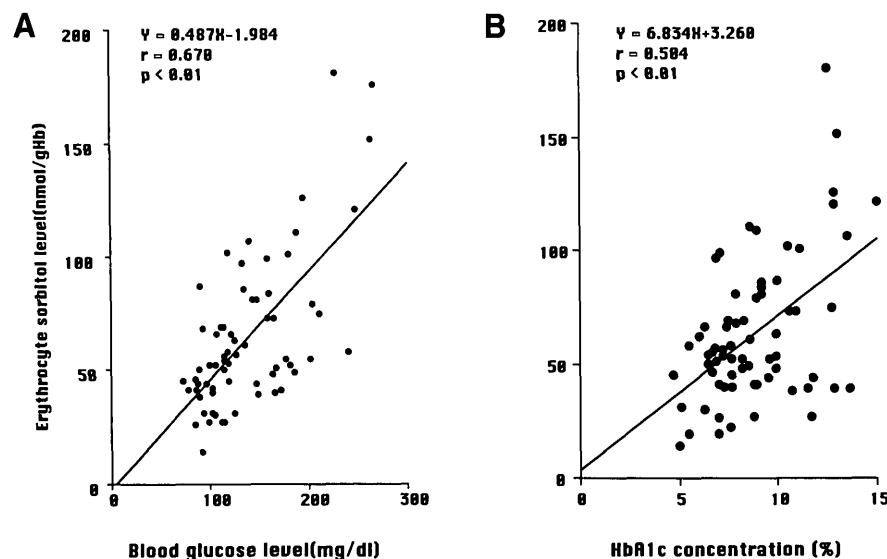 A
Y = 0.487X-1.984
r = 0.670
p < 0.01
200
150
100
50
0
Erythrocyte sorbitol level(nmol/gHb)
0 100 200 300
Blood glucose level(mg/dl)
B
Y = 6.834X+3.260
r = 0.504
p < 0.01
200
150
100
50
0
0 5 10 15
HbA1c concentration (%)